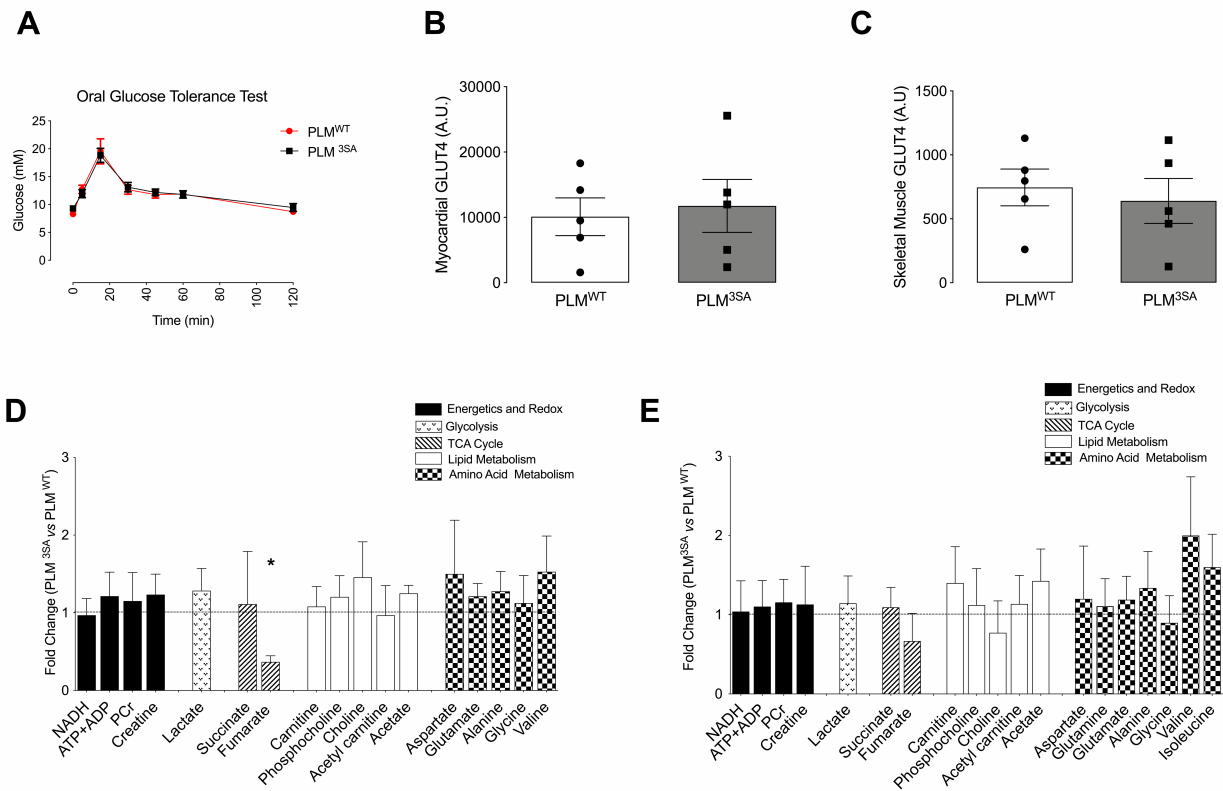 A
B
C
Oral Glucose Tolerance Test
25
20
15
10
5
0
Glucose (mM)
0
20
40
60
80
100
120
Time (min)
PLMWT
PLM 3SA
30000
20000
10000
0
Myocardial GLUT4 (A.U.)
PLMWT
PLM3SA
1500
1000
500
0
Skeletal Muscle GLUT4 (A.U)
PLMWT
PLM3SA
D
Energetics and Redox
Glycolysis
TCA Cycle
Lipid Metabolism
Amino Acid Metabolism
3
2
1
0
Fold Change (PLM 3SA vs PLM WT)
*
NADH
ATP+ADP
PCr
Creatine
Lactate
Succinate
Fumarate
Carnitine
Phosphocholine
Choline
Acetyl carnitine
Acetate
Aspartate
Glutamate
Alanine
Glycine
Valine
E
Energetics and Redox
Glycolysis
TCA Cycle
Lipid Metabolism
Amino Acid Metabolism
3
2
1
0
Fold Change (PLM3SA vs PLM WT)
NADH
ATP+ADP
PCr
Creatine
Lactate
Succinate
Fumarate
Carnitine
Phosphocholine
Choline
Acetyl carnitine
Acetate
Aspartate
Glutamine
Glutamate
Alanine
Glycine
Valine
Isoleucine